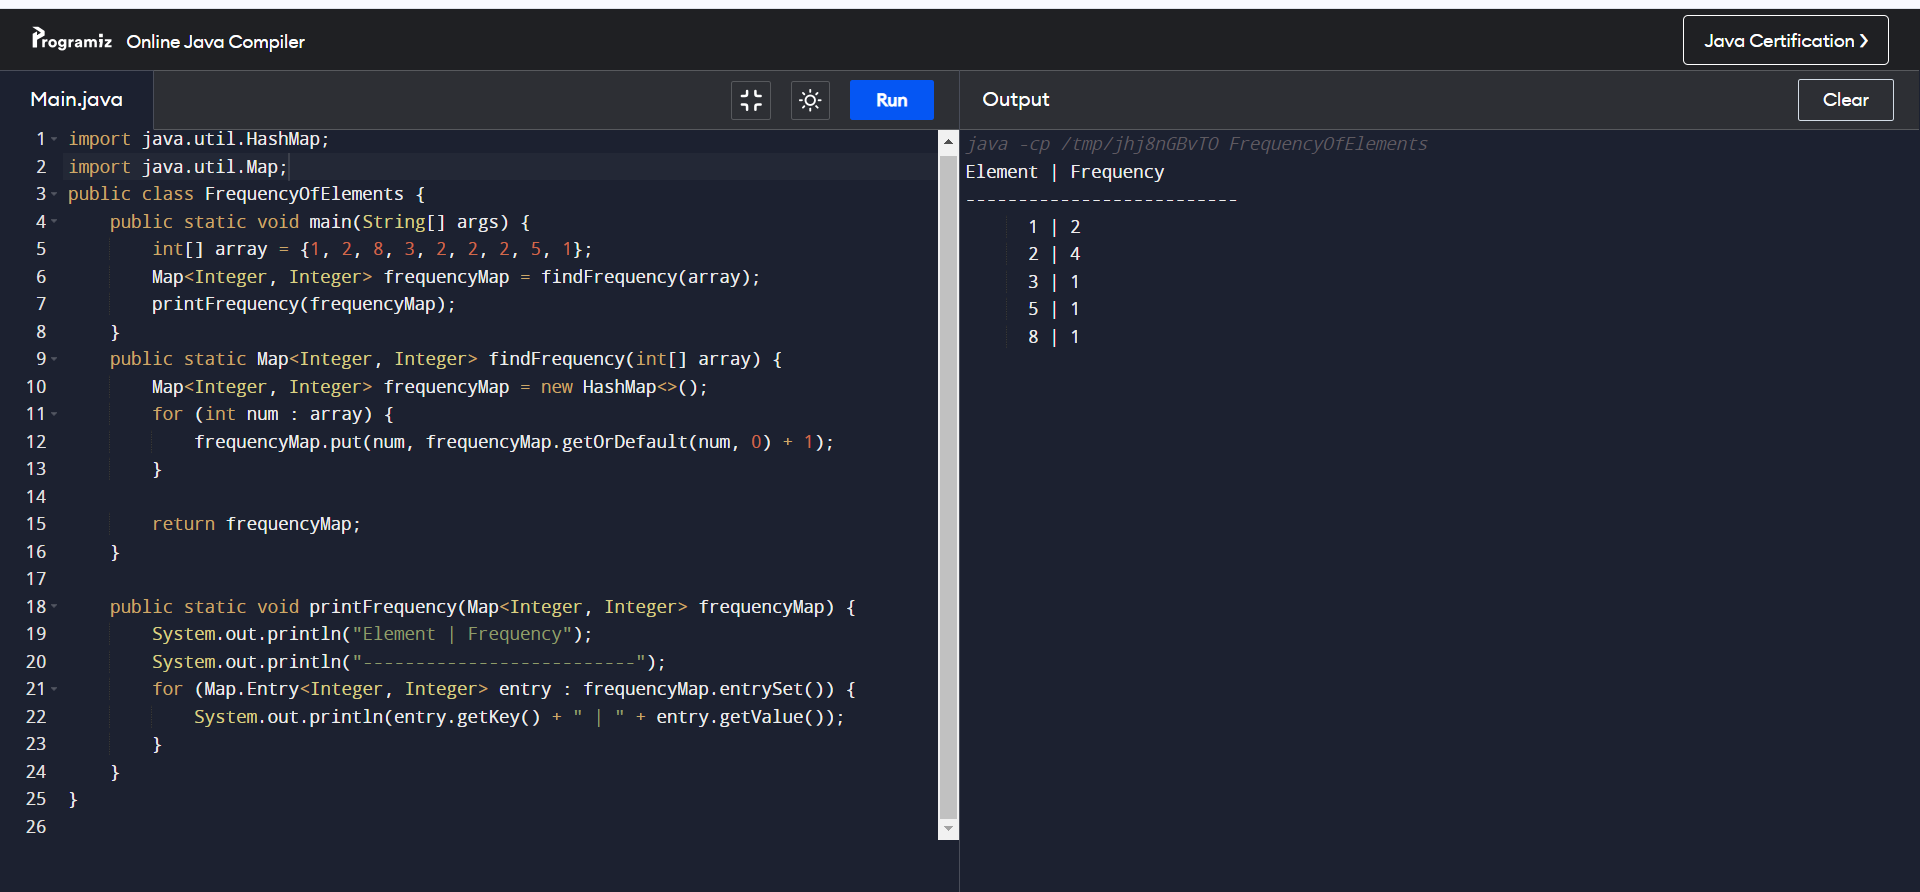 Programiz Online Java Compiler
Java Certification ❯
Main.java
Run
Output
Clear
1 import java.util.HashMap;
2 import java.util.Map;
3 public class FrequencyOfElements {
4     public static void main(String[] args) {
5         int[] array = {1, 2, 8, 3, 2, 2, 2, 5, 1};
6         Map<Integer, Integer> frequencyMap = findFrequency(array);
7         printFrequency(frequencyMap);
8     }
9     public static Map<Integer, Integer> findFrequency(int[] array) {
10         Map<Integer, Integer> frequencyMap = new HashMap<>();
11         for (int num : array) {
12             frequencyMap.put(num, frequencyMap.getOrDefault(num, 0) + 1);
13         }
14
15         return frequencyMap;
16     }
17
18     public static void printFrequency(Map<Integer, Integer> frequencyMap) {
19         System.out.println("Element | Frequency");
20         System.out.println("--------------------------");
21         for (Map.Entry<Integer, Integer> entry : frequencyMap.entrySet()) {
22             System.out.println(entry.getKey() + " | " + entry.getValue());
23         }
24     }
25 }
26
java -cp /tmp/jhj8nGBvTO FrequencyOfElements
Element | Frequency
--------------------------
1 | 2
2 | 4
3 | 1
5 | 1
8 | 1